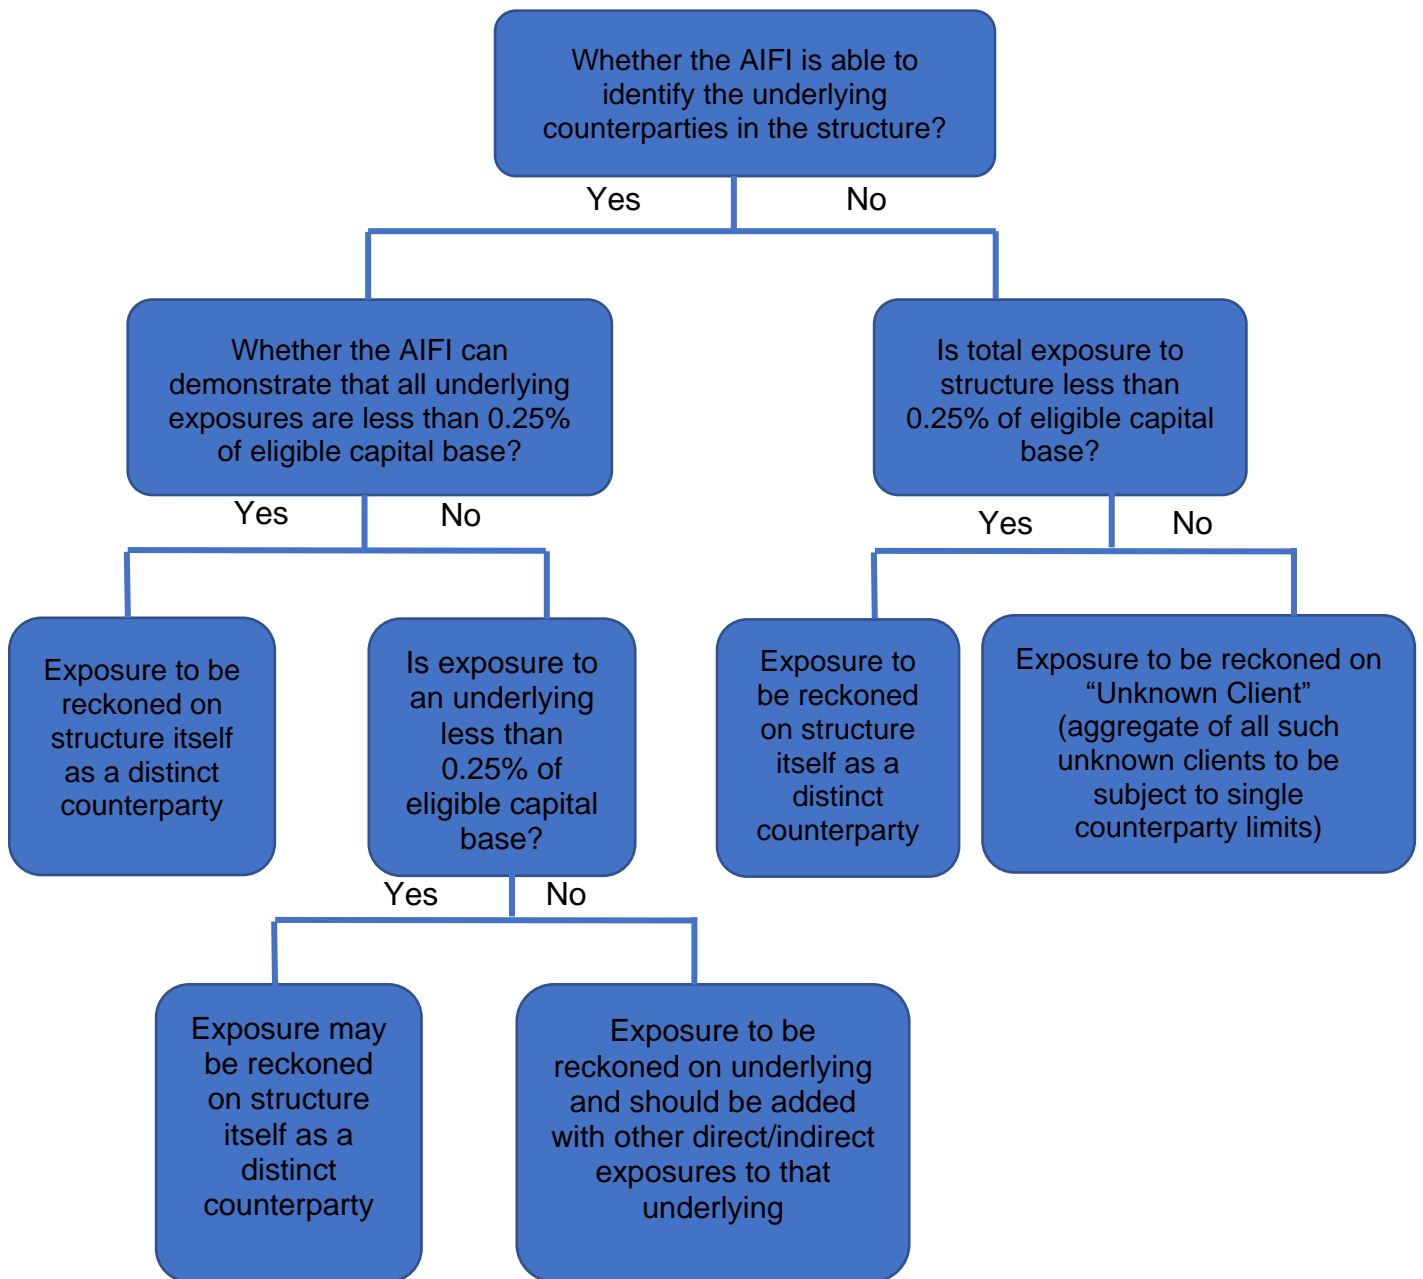 Whether the AIFI is able to
identify the underlying
counterparties in the structure?
Yes
No
Whether the AIFI can
demonstrate that all underlying
exposures are less than 0.25%
of eligible capital base?
Is total exposure to
structure less than
0.25% of eligible capital
base?
Yes
No
Yes
No
Exposure to be
reckoned on
structure itself
as a distinct
counterparty
Is exposure to
an underlying
less than
0.25% of
eligible capital
base?
Exposure to
be reckoned
on structure
itself as a
distinct
counterparty
Exposure to be reckoned on
“Unknown Client”
(aggregate of all such
unknown clients to be
subject to single
counterparty limits)
Yes
No
Exposure may
be reckoned
on structure
itself as a
distinct
counterparty
Exposure to be
reckoned on underlying
and should be added
with other direct/indirect
exposures to that
underlying